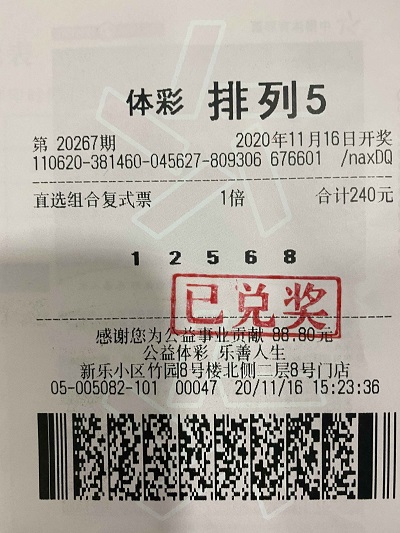 体彩 排列5
第 20267期 2020年11月16日开奖
110620-381460-045627-809306 676601 /naxDQ
直选组合复式票 1倍 合计240元
1 2 5 6 8
已兑奖
感谢您为公益事业贡献 88.80元
公益体彩 乐善人生
新乐小区竹园8号楼北侧二层8号门店
05-005082-101 00047 20/11/16 15:23:36